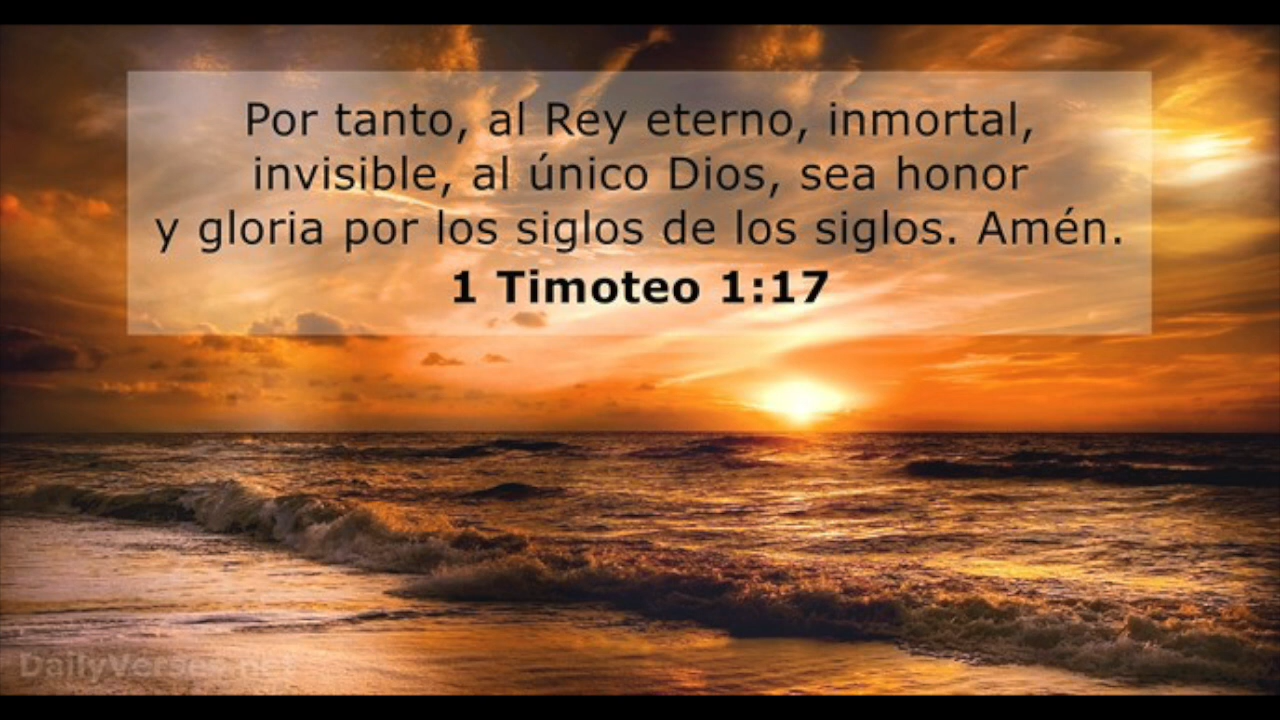 Por tanto, al Rey eterno, inmortal,
invisible, al único Dios, sea honor
y gloria por los siglos de los siglos. Amén.
1 Timoteo 1:17
DailyVerses.net